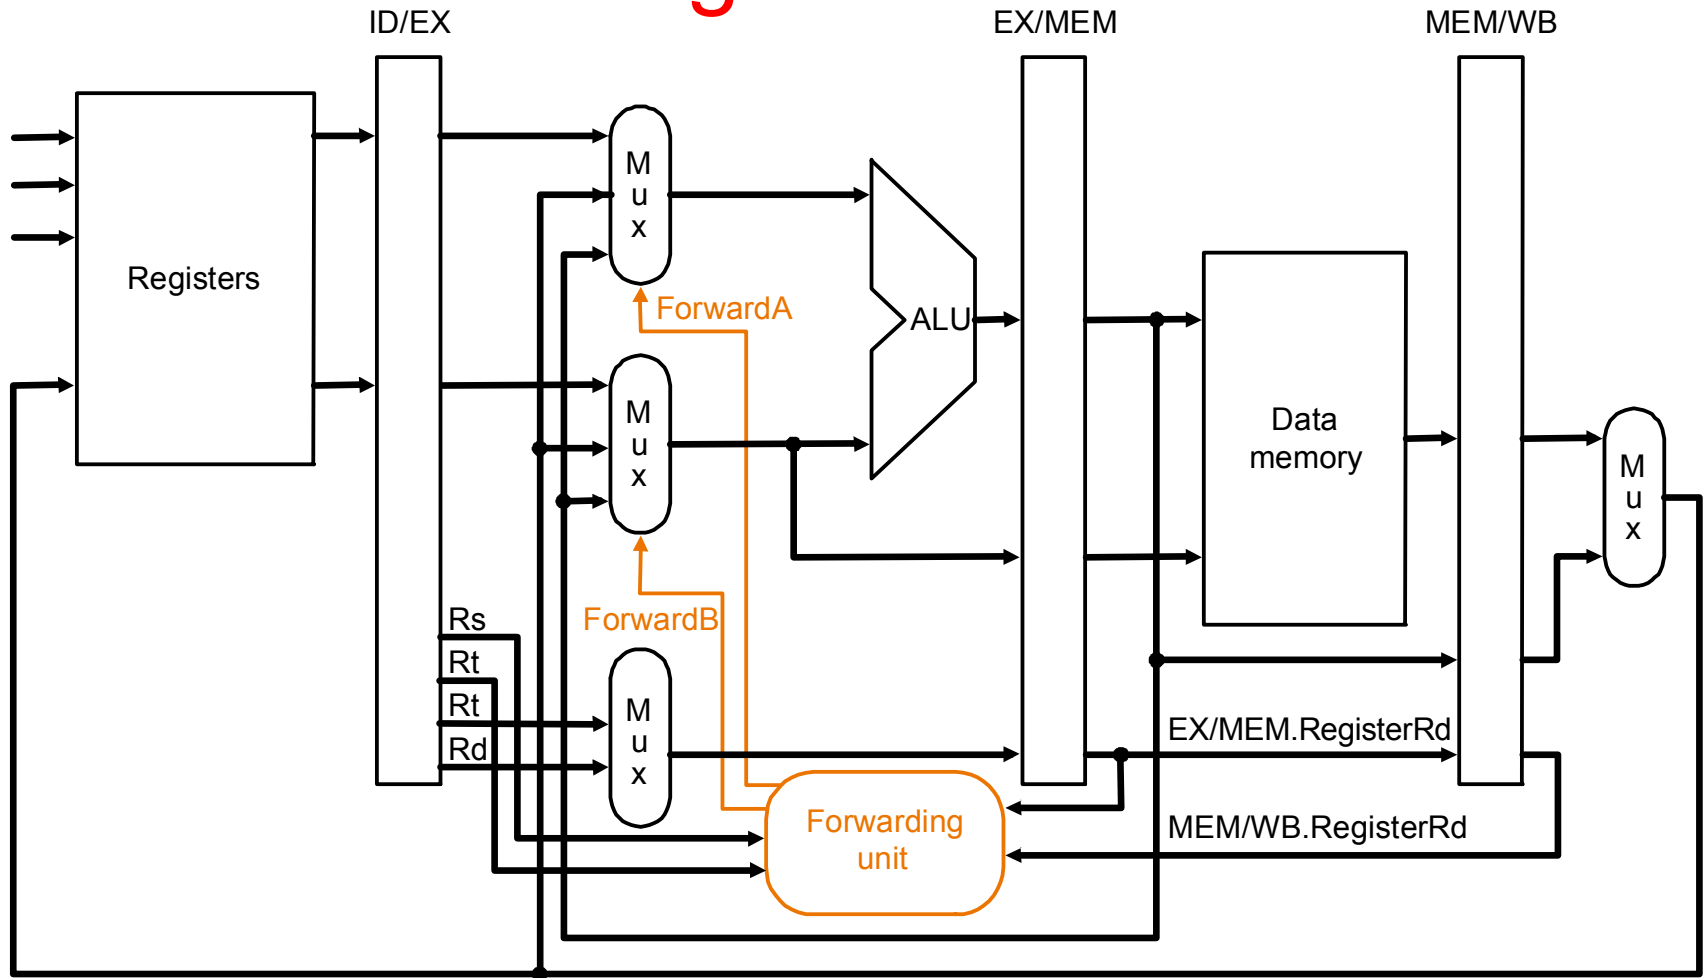 g
ID/EX
EX/MEM
MEM/WB
Registers
M
u
x
ForwardA
ALU
M
u
x
Data
memory
M
u
x
ForwardB
Rs
Rt
Rt
Rd
M
u
x
EX/MEM.RegisterRd
Forwarding
unit
MEM/WB.RegisterRd